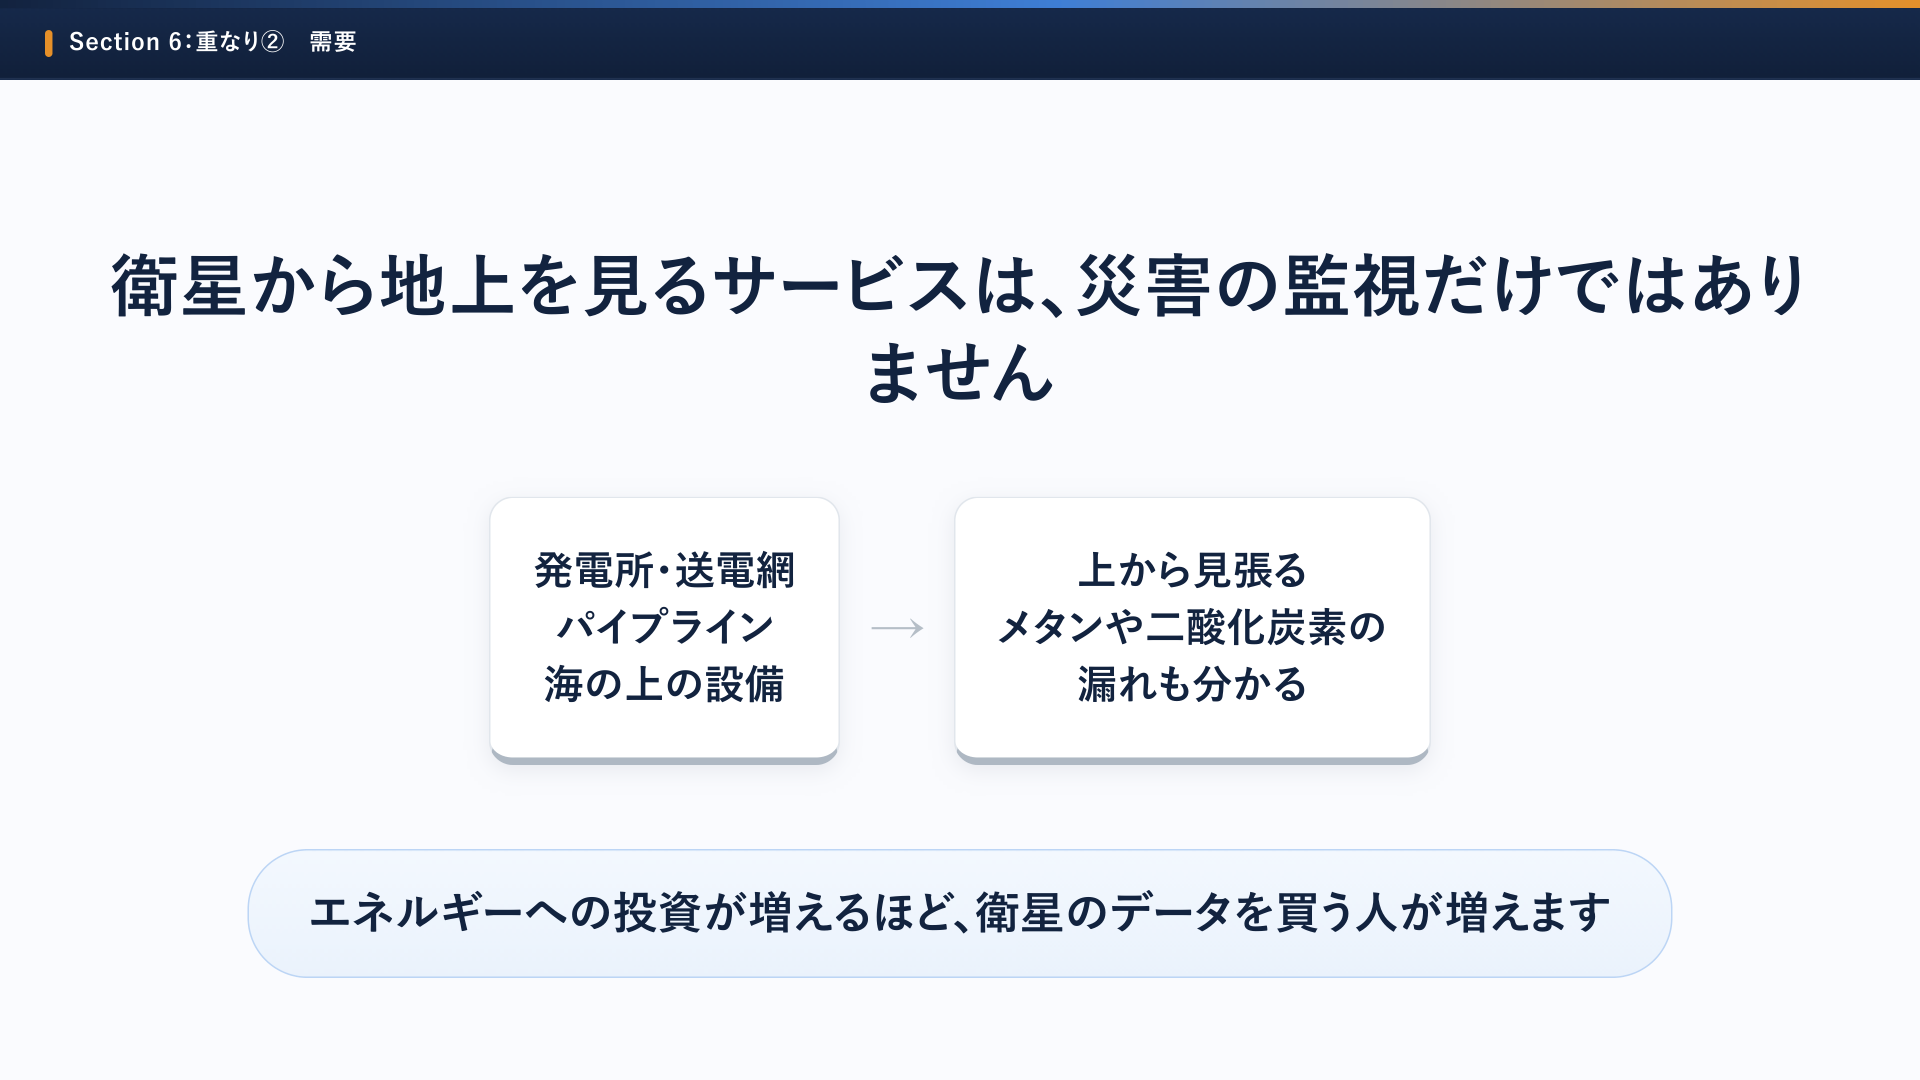 Section 6：重なり②　需要
衛星から地上を見るサービスは、災害の監視だけではあり
ません
発電所・送電網
パイプライン
海の上の設備
→
上から見張る
メタンや二酸化炭素の
漏れも分かる
エネルギーへの投資が増えるほど、衛星のデータを買う人が増えます